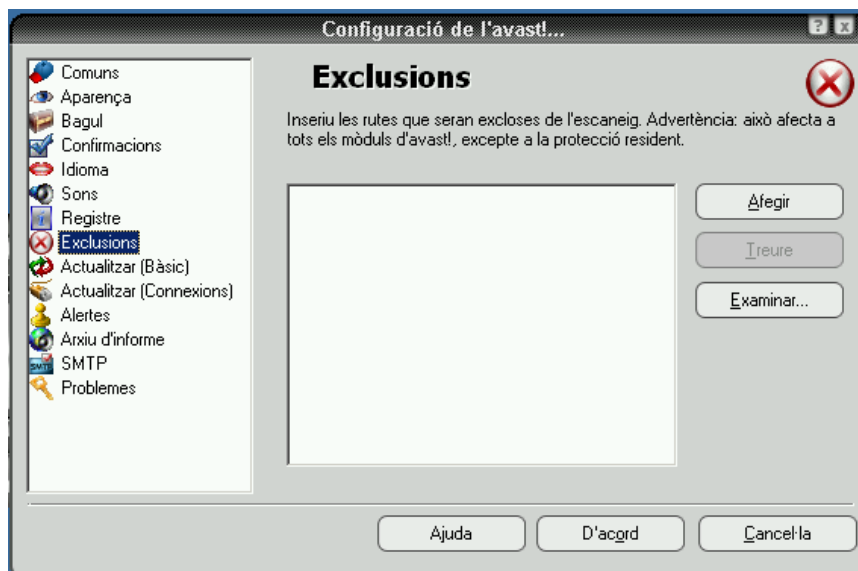 Configuració de l'avast!...
Comuns
Aparença
Bagul
Confirmacions
Idioma
Sons
Registre
Exclusions
Actualitzar (Bàsic)
Actualitzar (Connexions)
Alertes
Arxiu d'informe
SMTP
Problemes
Exclusions
Inseriu les rutes que seran excloses de l'escaneig. Advertència: això afecta a
tots els mòduls d'avast!, excepte a la protecció resident.
Afegir
Treure
Examinar...
Ajuda
D'acord
Cancel·la